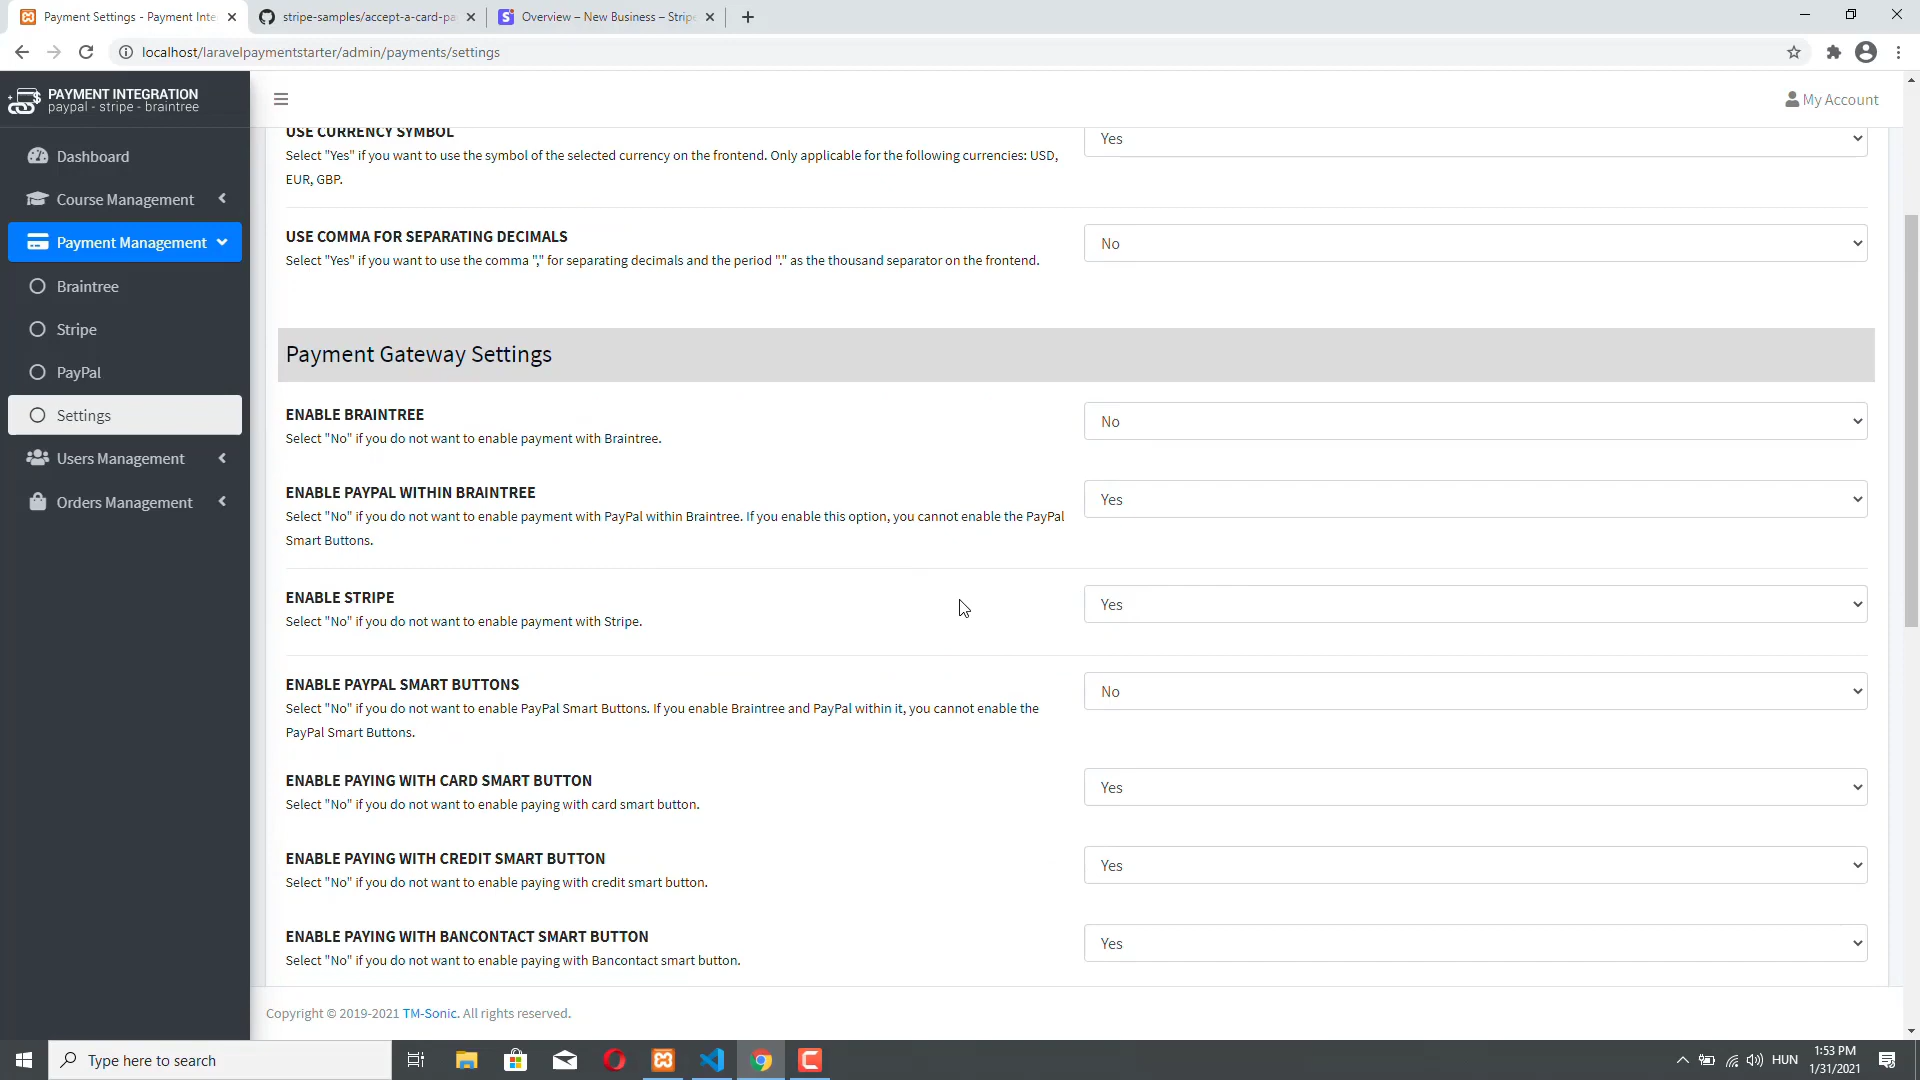 Payment Settings - Payment Inte
stripe-samples/accept-a-card-pa
Overview – New Business – Stripe
localhost/laravelpaymentstarter/admin/payments/settings
PAYMENT INTEGRATION
paypal - stripe - braintree
My Account
Dashboard
Course Management
Payment Management
Braintree
Stripe
PayPal
Settings
Users Management
Orders Management
USE CURRENCY SYMBOL
Select "Yes" if you want to use the symbol of the selected currency on the frontend. Only applicable for the following currencies: USD,
EUR, GBP.
Yes
USE COMMA FOR SEPARATING DECIMALS
Select "Yes" if you want to use the comma "," for separating decimals and the period "." as the thousand separator on the frontend.
No
Payment Gateway Settings
ENABLE BRAINTREE
Select "No" if you do not want to enable payment with Braintree.
No
ENABLE PAYPAL WITHIN BRAINTREE
Select "No" if you do not want to enable payment with PayPal within Braintree. If you enable this option, you cannot enable the PayPal
Smart Buttons.
Yes
ENABLE STRIPE
Select "No" if you do not want to enable payment with Stripe.
Yes
ENABLE PAYPAL SMART BUTTONS
Select "No" if you do not want to enable PayPal Smart Buttons. If you enable Braintree and PayPal within it, you cannot enable the
PayPal Smart Buttons.
No
ENABLE PAYING WITH CARD SMART BUTTON
Select "No" if you do not want to enable paying with card smart button.
Yes
ENABLE PAYING WITH CREDIT SMART BUTTON
Select "No" if you do not want to enable paying with credit smart button.
Yes
ENABLE PAYING WITH BANCONTACT SMART BUTTON
Select "No" if you do not want to enable paying with Bancontact smart button.
Yes
Copyright © 2019-2021 TM-Sonic. All rights reserved.
Type here to search
HUN
1:53 PM
1/31/2021